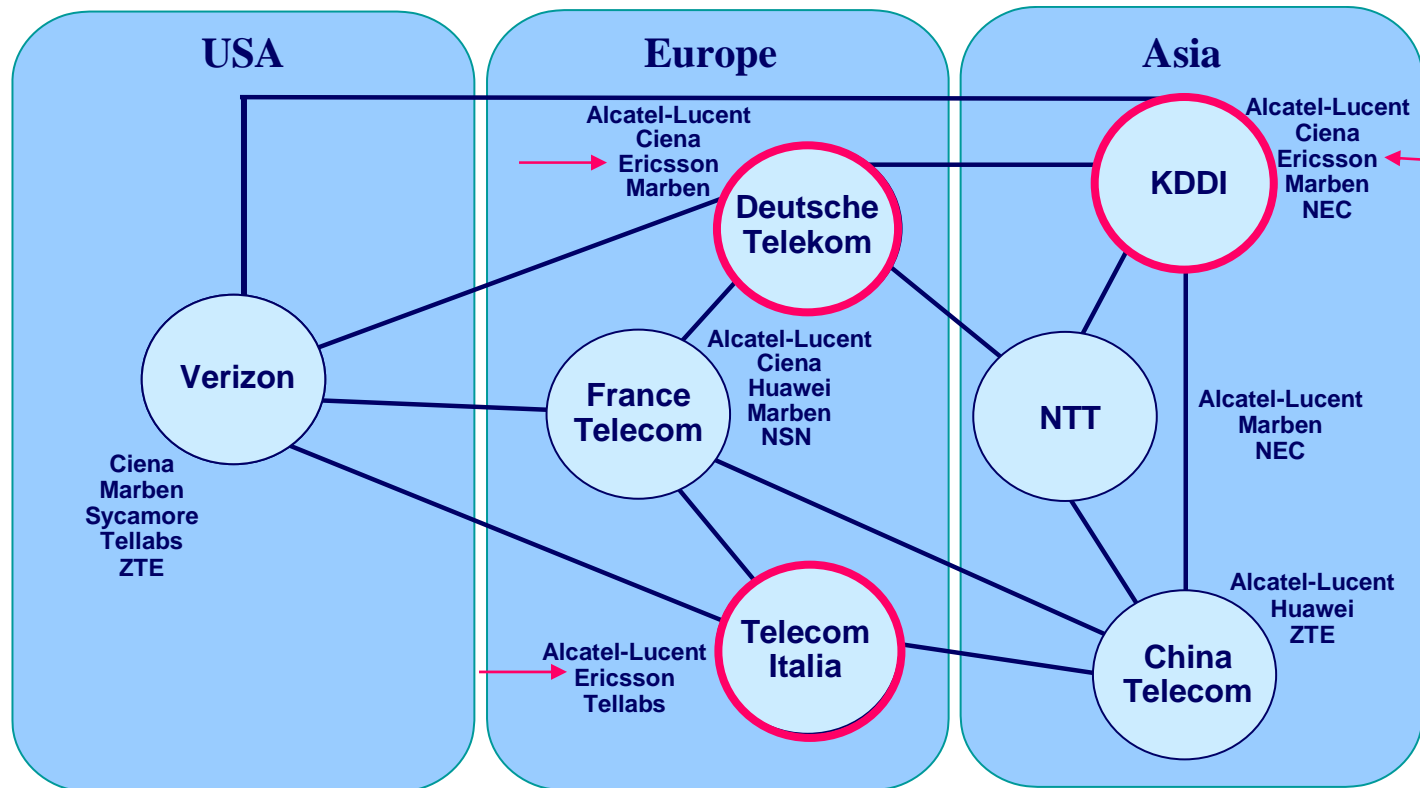 USA
Europe
Asia
Alcatel-Lucent
Ciena
Ericsson
Marben
Deutsche
Telekom
KDDI
Alcatel-Lucent
Ciena
Ericsson
Marben
NEC
Verizon
Ciena
Marben
Sycamore
Tellabs
ZTE
France
Telecom
Alcatel-Lucent
Ciena
Huawei
Marben
NSN
NTT
Alcatel-Lucent
Marben
NEC
Alcatel-Lucent
Ericsson
Tellabs
Telecom
Italia
China
Telecom
Alcatel-Lucent
Huawei
ZTE